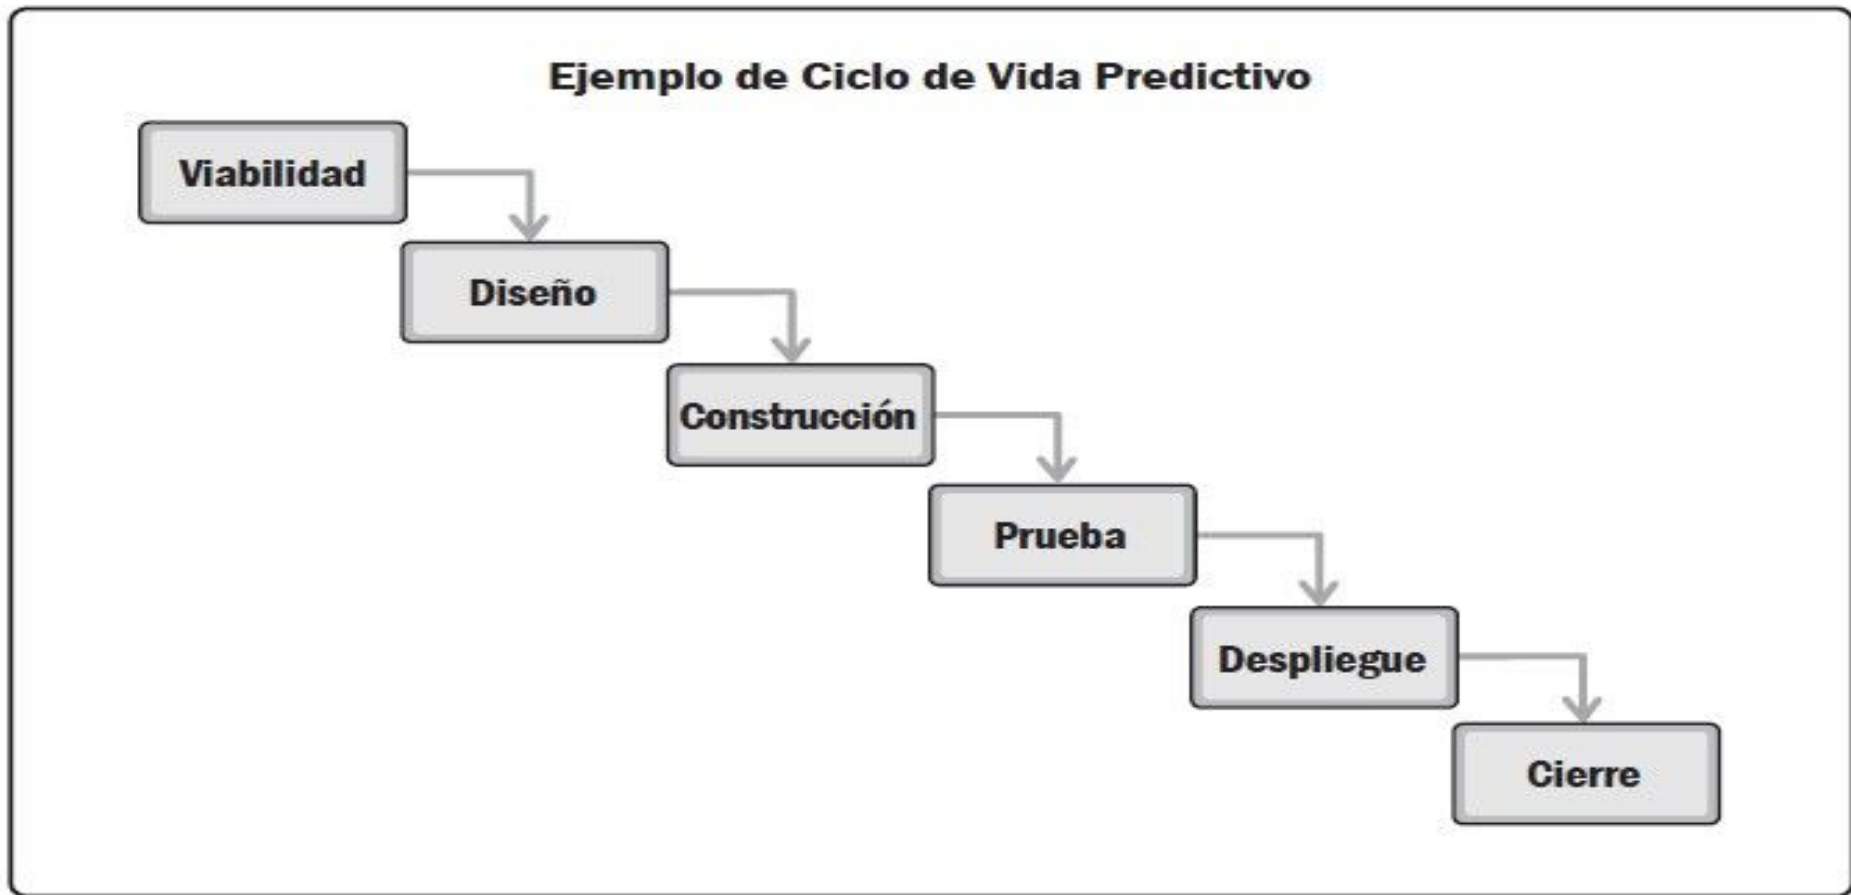 Ejemplo de Ciclo de Vida Predictivo
Viabilidad
Diseño
Construcción
Prueba
Despliegue
Cierre